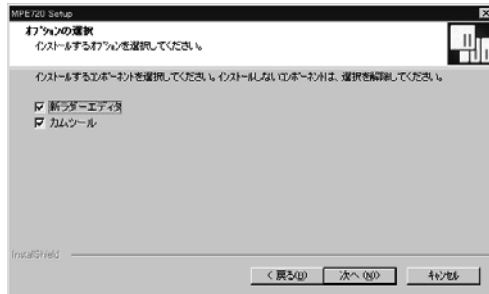 MPE720 Setup
オプションの選択
インストールするオプションを選択してください。
インストールするコンポーネントを選択してください。インストールしないコンポーネントは、選択を解除してください。
新ラダーエディタ
カムツール
InstallShield
< 戻る(B)
次へ(N) >
キャンセル